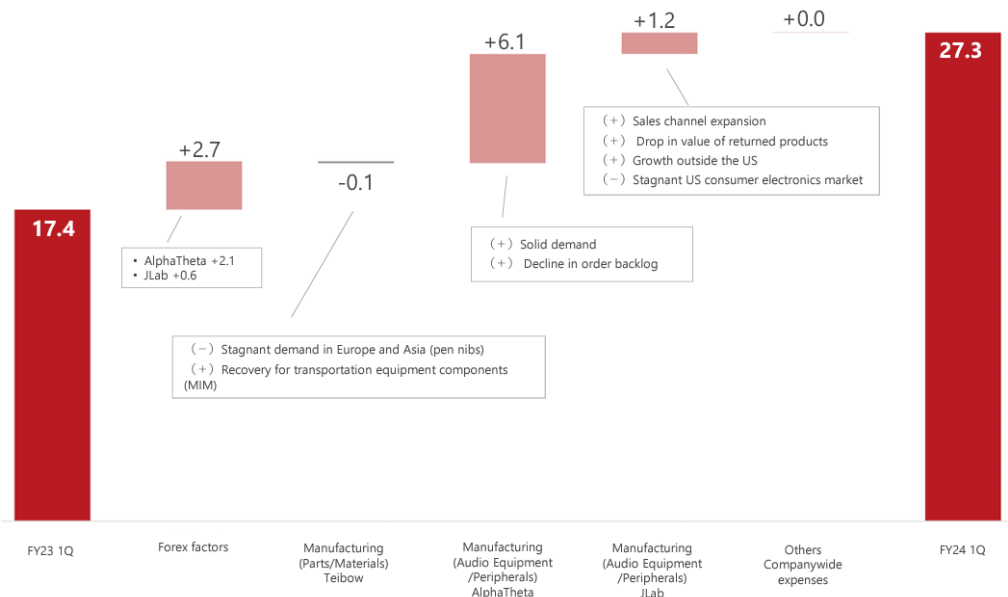 +1.2
+0.0
+6.1
27.3
（+）Sales channel expansion
（+） Drop in value of returned products
（+）Growth outside the US
（−）Stagnant US consumer electronics market
+2.7
-0.1
17.4
• AlphaTheta +2.1
• JLab +0.6
（+）Solid demand
（+） Decline in order backlog
（−）Stagnant demand in Europe and Asia (pen nibs)
（+）Recovery for transportation equipment components
(MIM)
FY23 1Q
Forex factors
Manufacturing
(Parts/Materials)
Teibow
Manufacturing
(Audio Equipment
/Peripherals)
AlphaTheta
Manufacturing
(Audio Equipment
/Peripherals)
JLab
Others
Companywide
expenses
FY24 1Q